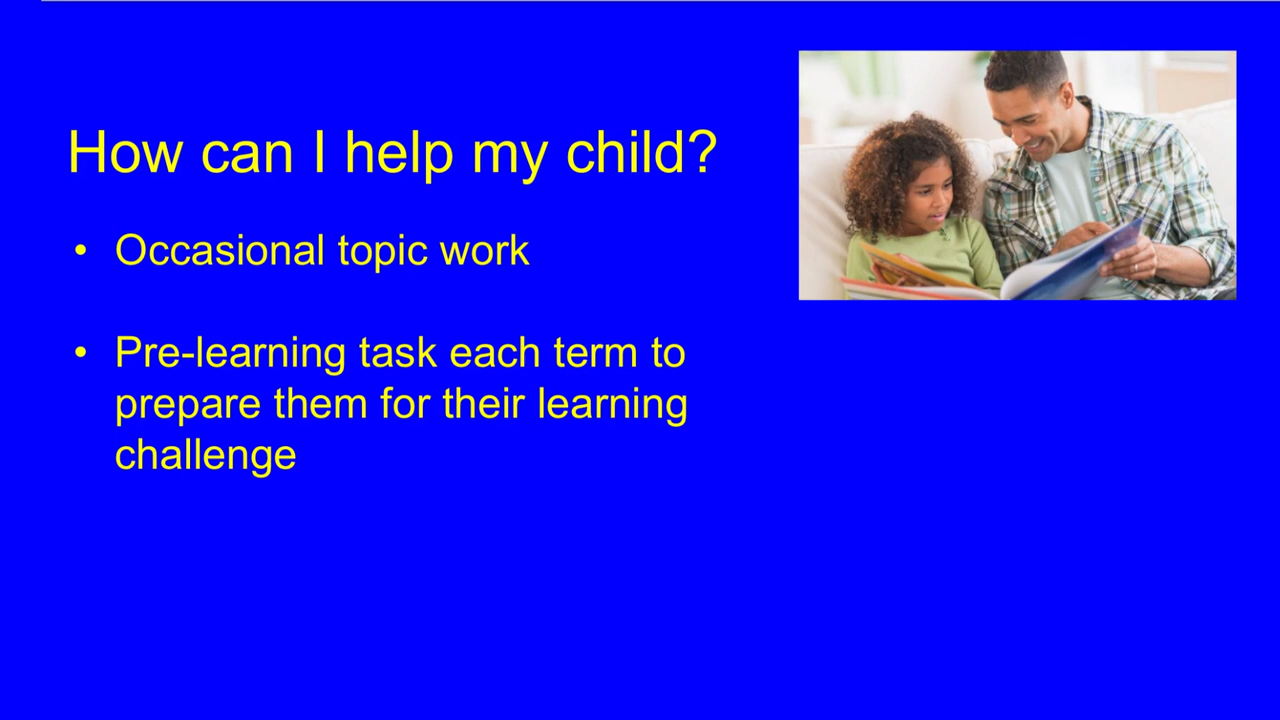 How can I help my child?
• Occasional topic work
• Pre-learning task each term to
prepare them for their learning
challenge